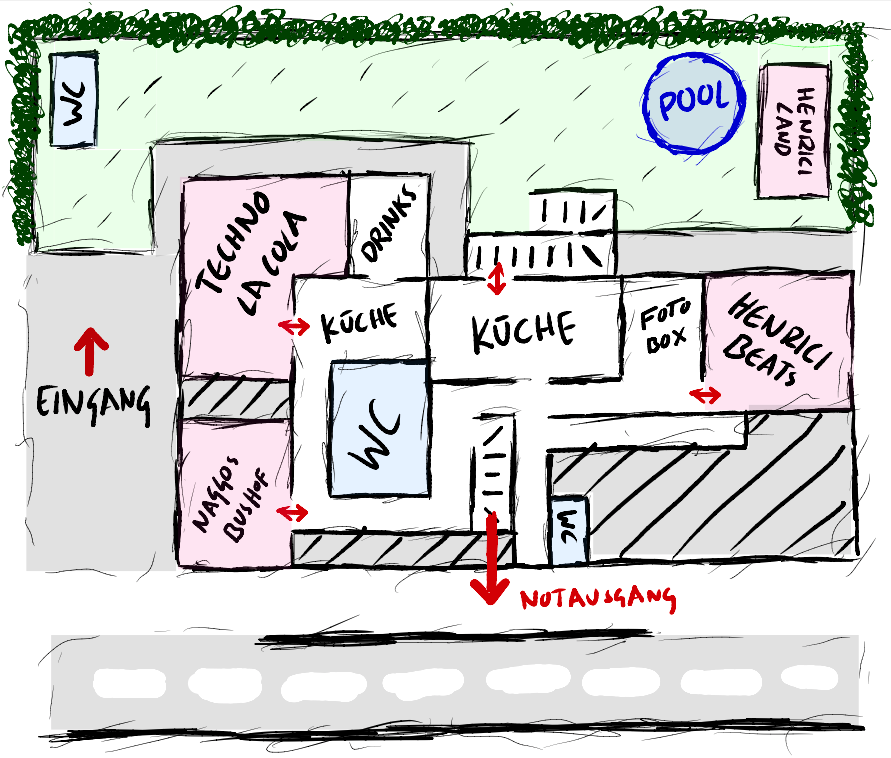 WC
POOL
HENRICI
LAND
TECHNO
LA COLA
DRINKS
KÜCHE
KÜCHE
FOTO
BOX
HENRICI
BEATS
EINGANG
WC
NAGGOS
BUSHOF
WC
NOTAUSGANG